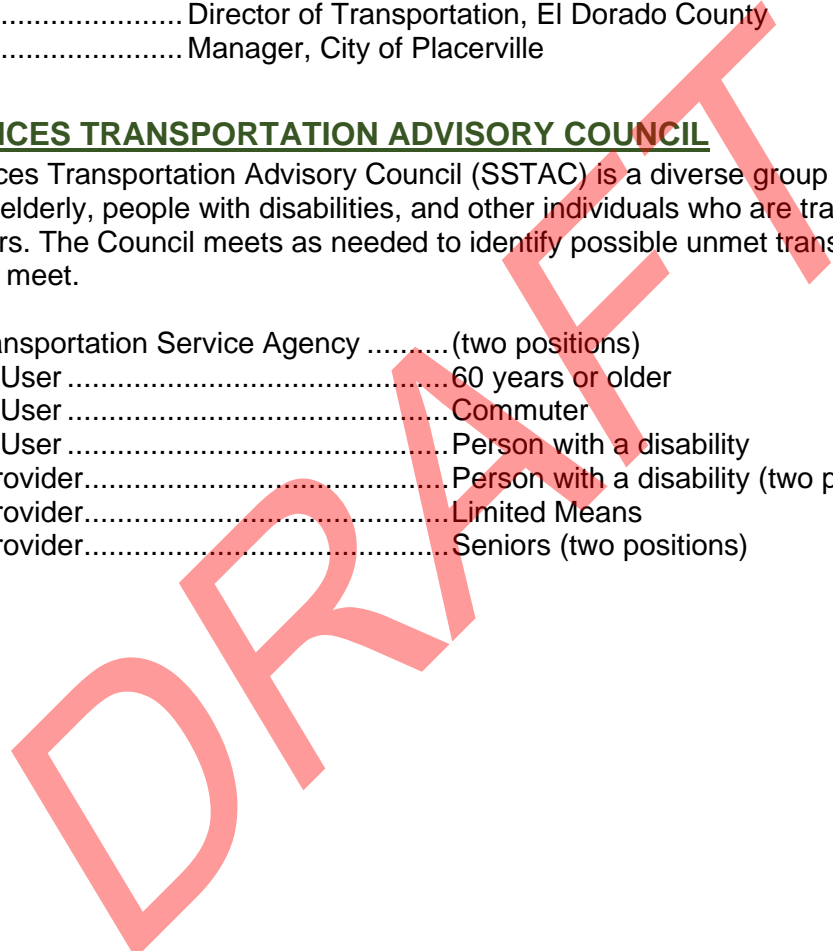 ...................... Director of Transportation, El Dorado County
...................... Manager, City of Placerville
ICES TRANSPORTATION ADVISORY COUNCIL
ces Transportation Advisory Council (SSTAC) is a diverse group
elderly, people with disabilities, and other individuals who are tra
rs. The Council meets as needed to identify possible unmet trans
meet.
ansportation Service Agency ..........(two positions)
User ..............................................60 years or older
User ..............................................Commuter
User ..............................................Person with a disability
rovider............................................Person with a disability (two p
rovider............................................Limited Means
rovider............................................Seniors (two positions)
DRAFT